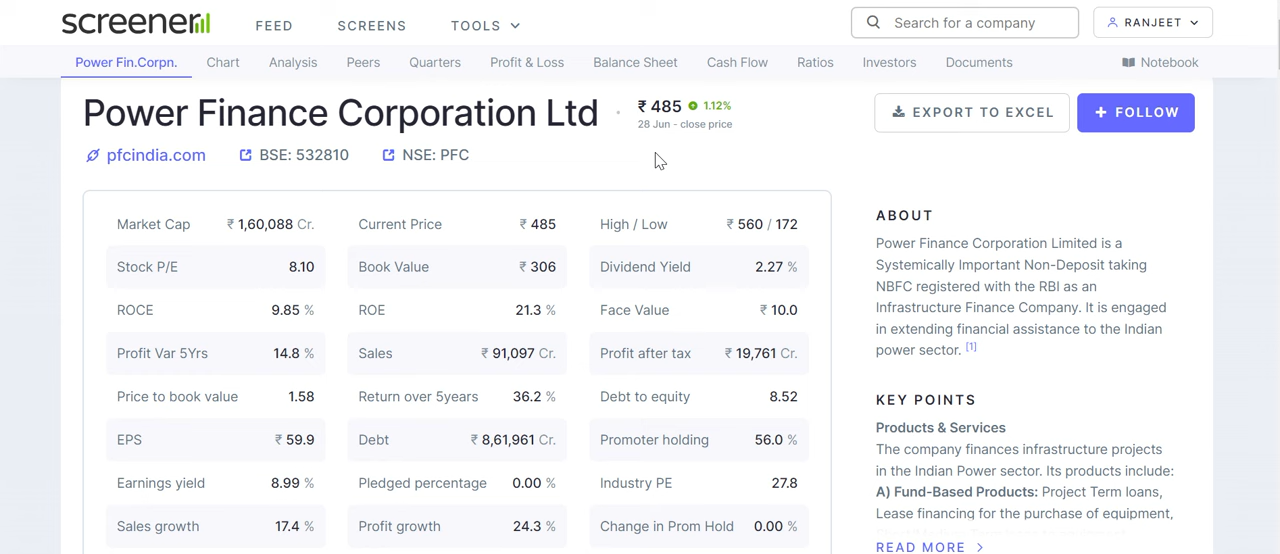 screener FEED SCREENS TOOLS Search for a company RANJEET
Power Fin.Corpn. Chart Analysis Peers Quarters Profit & Loss Balance Sheet Cash Flow Ratios Investors Documents Notebook
Power Finance Corporation Ltd · ₹ 485 1.12%
28 Jun - close price
EXPORT TO EXCEL + FOLLOW
pfcindia.com BSE: 532810 NSE: PFC
Market Cap ₹ 1,60,088 Cr. Current Price ₹ 485 High / Low ₹ 560 / 172
Stock P/E 8.10 Book Value ₹ 306 Dividend Yield 2.27 %
ROCE 9.85 % ROE 21.3 % Face Value ₹ 10.0
Profit Var 5Yrs 14.8 % Sales ₹ 91,097 Cr. Profit after tax ₹ 19,761 Cr.
Price to book value 1.58 Return over 5years 36.2 % Debt to equity 8.52
EPS ₹ 59.9 Debt ₹ 8,61,961 Cr. Promoter holding 56.0 %
Earnings yield 8.99 % Pledged percentage 0.00 % Industry PE 27.8
Sales growth 17.4 % Profit growth 24.3 % Change in Prom Hold 0.00 %
ABOUT
Power Finance Corporation Limited is a
Systemically Important Non-Deposit taking
NBFC registered with the RBI as an
Infrastructure Finance Company. It is engaged
in extending financial assistance to the Indian
power sector. [1]
KEY POINTS
Products & Services
The company finances infrastructure projects
in the Indian Power sector. Its products include:
A) Fund-Based Products: Project Term loans,
Lease financing for the purchase of equipment,
READ MORE